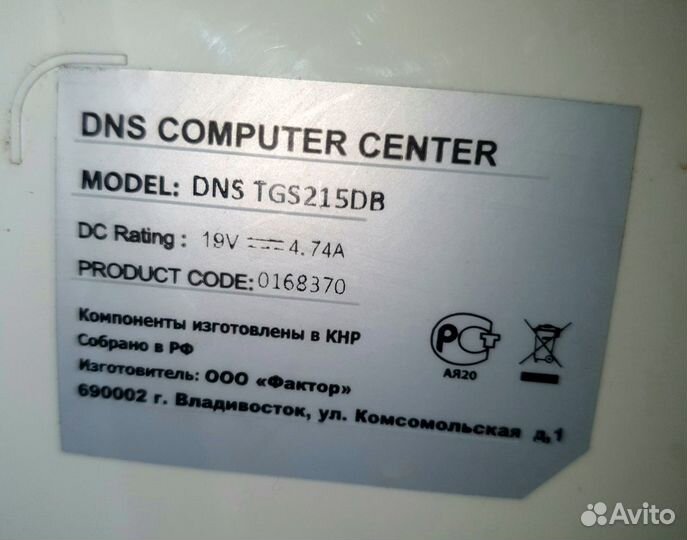 DNS COMPUTER CENTER
MODEL: DNS TGS215DB
DC Rating : 19V 4.74A
PRODUCT CODE: 0168370
Компоненты изготовлены в КНР
Собрано в РФ
Изготовитель: ООО «Фактор»
690002 г. Владивосток, ул. Комсомольская д.1
РСТ
АЯ20
Avito